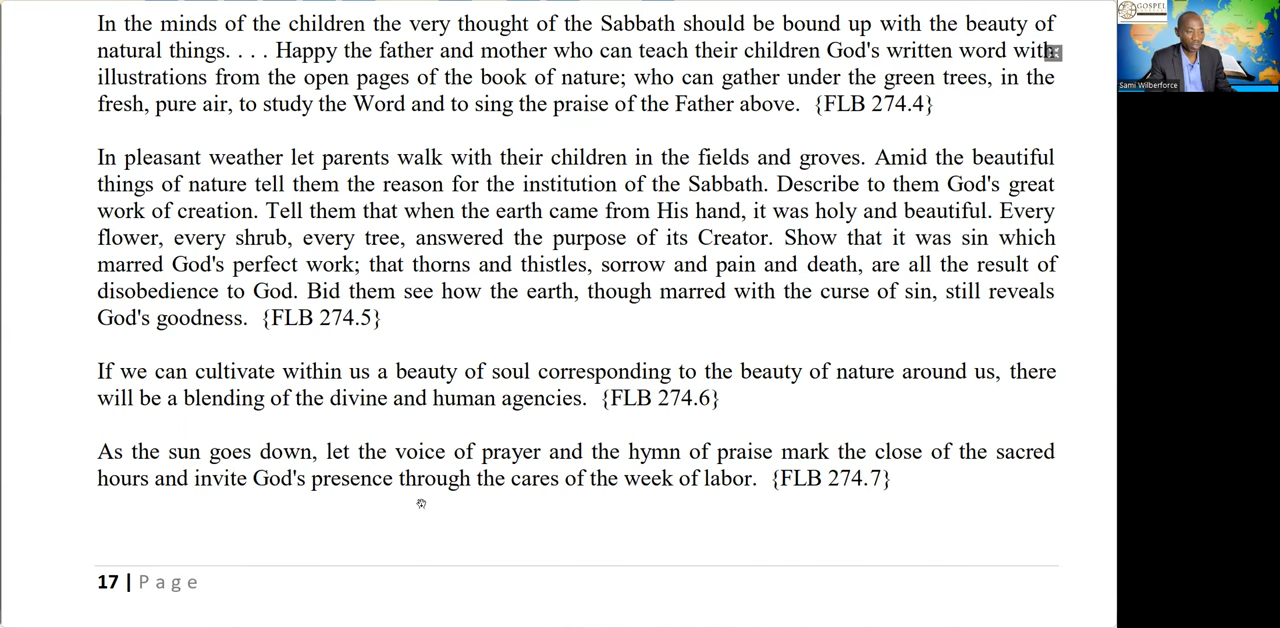 In the minds of the children the very thought of the Sabbath should be bound up with the beauty of
natural things. . . . Happy the father and mother who can teach their children God's written word with
illustrations from the open pages of the book of nature; who can gather under the green trees, in the
fresh, pure air, to study the Word and to sing the praise of the Father above. {FLB 274.4}
In pleasant weather let parents walk with their children in the fields and groves. Amid the beautiful
things of nature tell them the reason for the institution of the Sabbath. Describe to them God's great
work of creation. Tell them that when the earth came from His hand, it was holy and beautiful. Every
flower, every shrub, every tree, answered the purpose of its Creator. Show that it was sin which
marred God's perfect work; that thorns and thistles, sorrow and pain and death, are all the result of
disobedience to God. Bid them see how the earth, though marred with the curse of sin, still reveals
God's goodness. {FLB 274.5}
If we can cultivate within us a beauty of soul corresponding to the beauty of nature around us, there
will be a blending of the divine and human agencies. {FLB 274.6}
As the sun goes down, let the voice of prayer and the hymn of praise mark the close of the sacred
hours and invite God's presence through the cares of the week of labor. {FLB 274.7}
17 | P a g e
GOSPEL
Sami Wilberforce